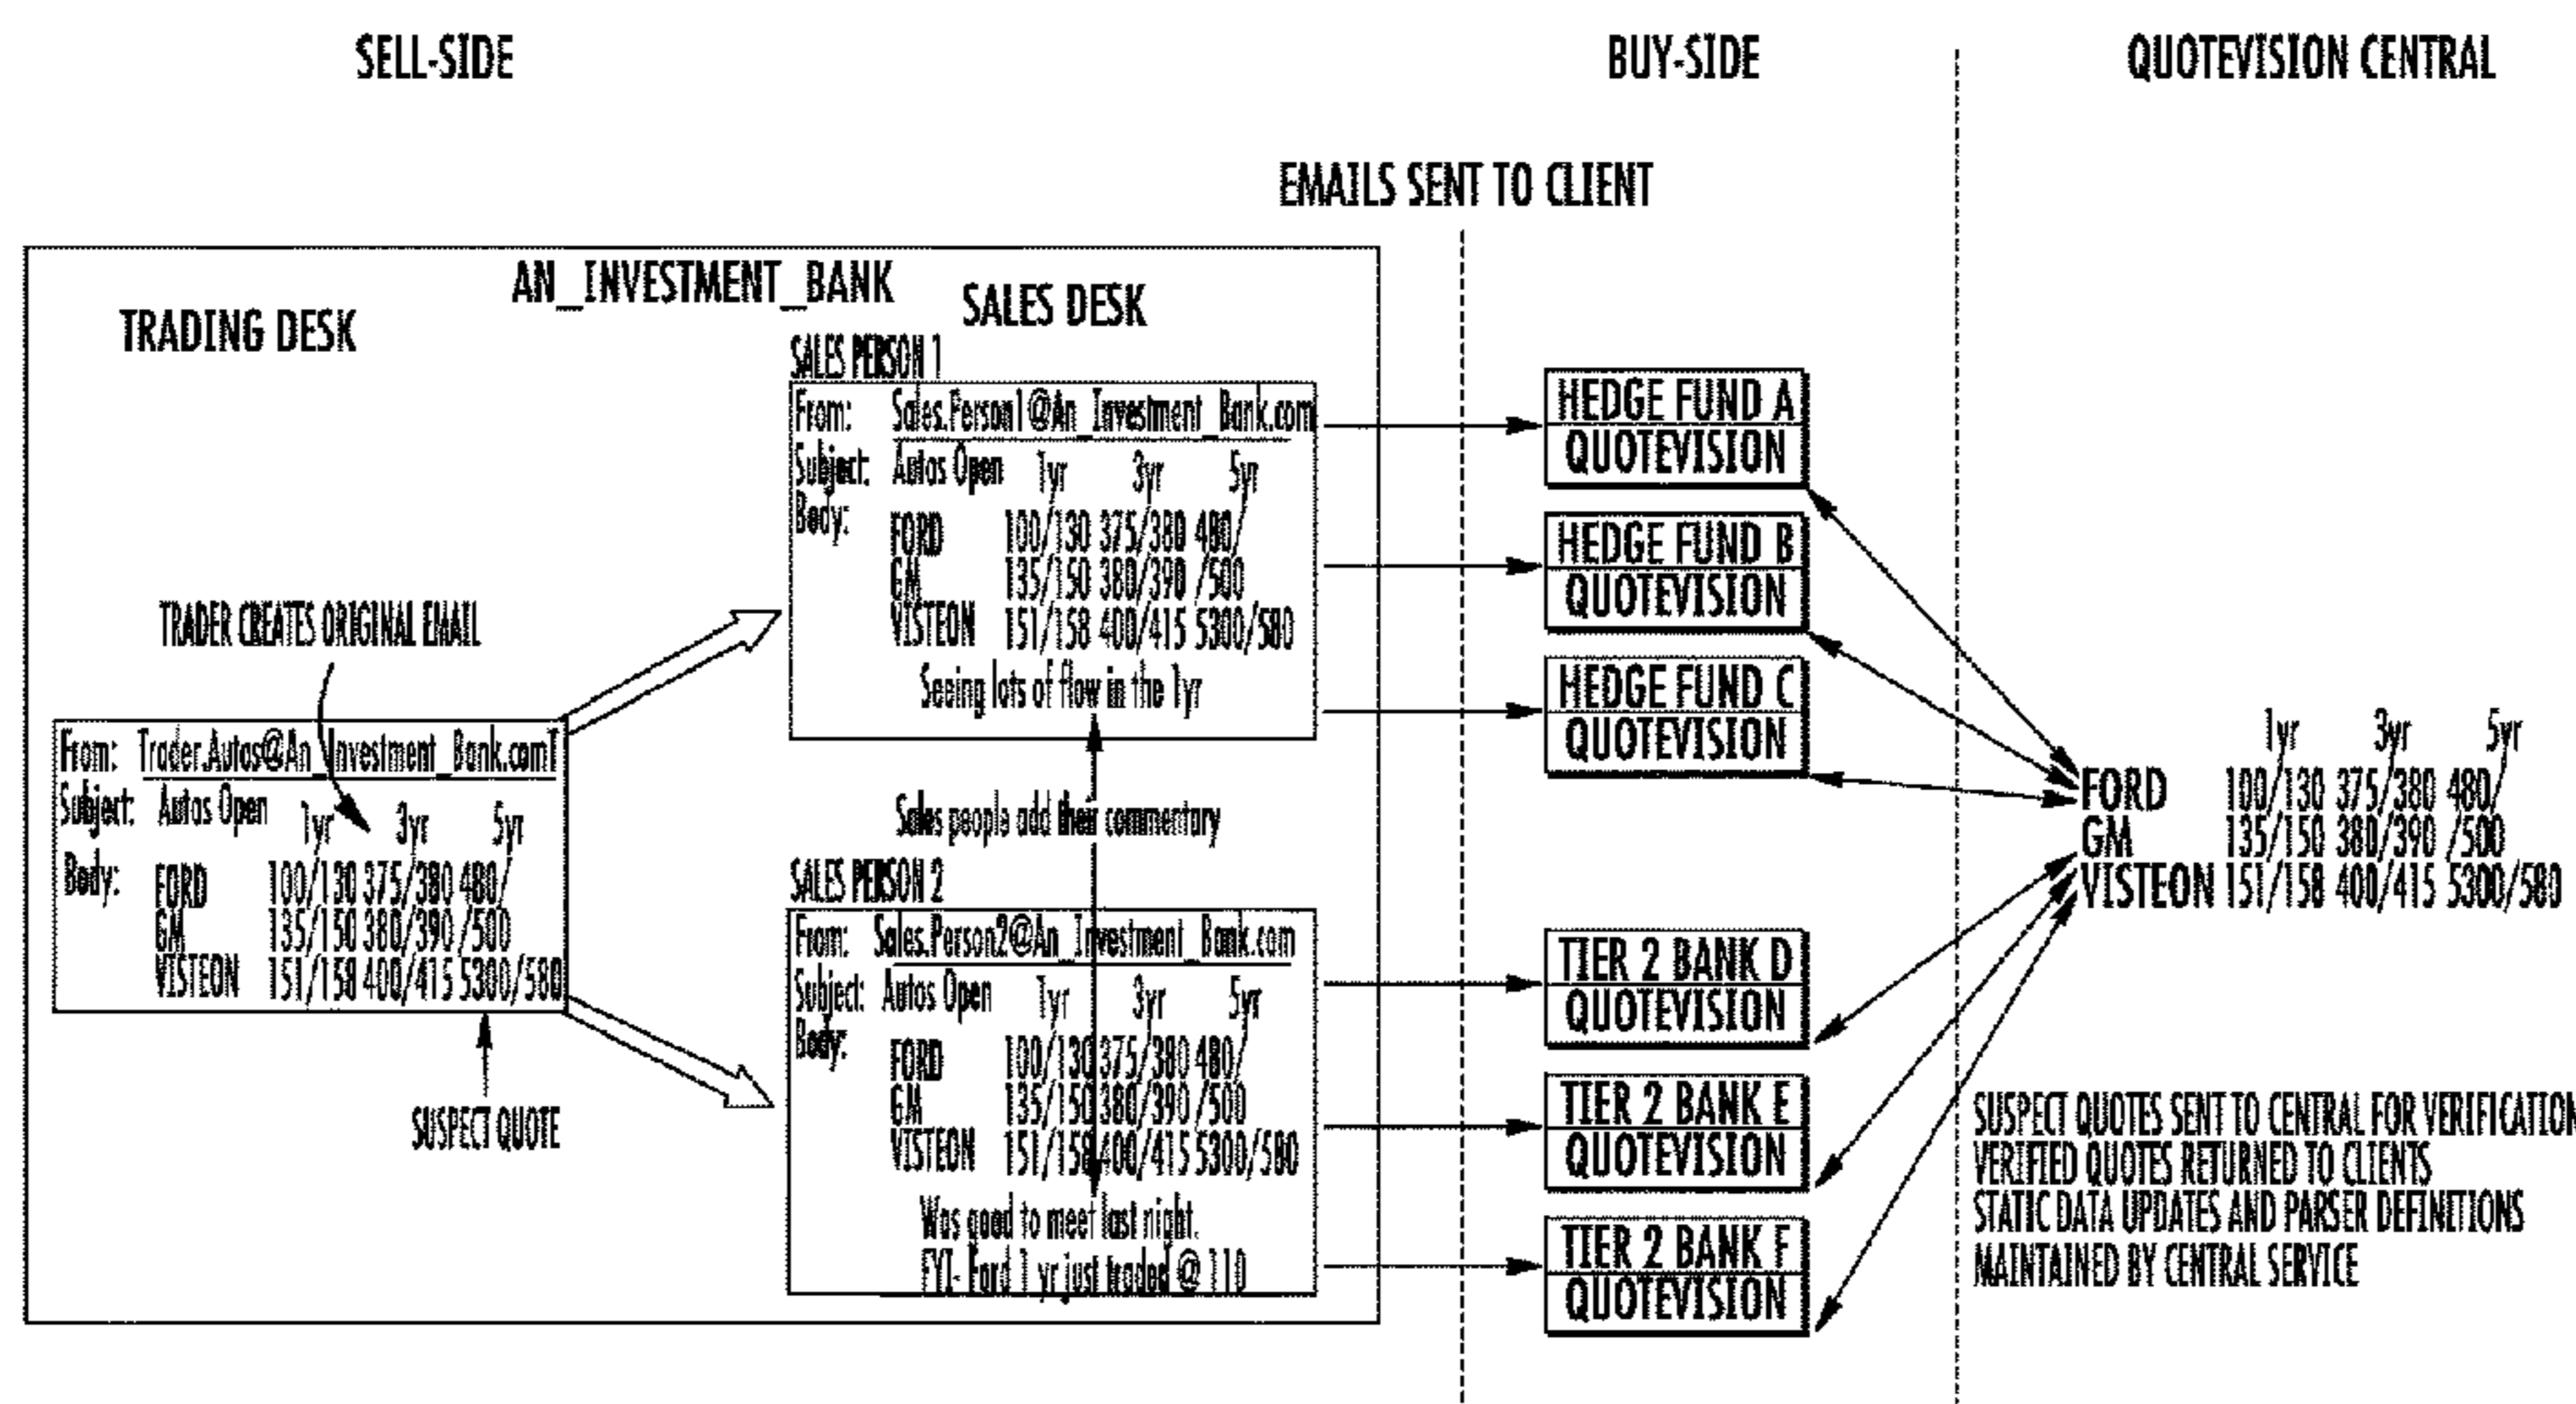 SELL-SIDE
BUY-SIDE
QUOTEVISION CENTRAL
EMAILS SENT TO CLIENT
AN_INVESTMENT_BANK
TRADING DESK
SALES DESK
TRADER CREATES ORIGINAL EMAIL
From: Trader.Autos@An_Investment_Bank.comT
Subject: Autos Open 1yr 3yr 5yr
Body:
FORD 100/130 375/380 480/
GM 135/150 380/390 /500
VISTEON 151/158 400/415 5300/580
SUSPECT QUOTE
SALES PERSON 1
From: Sales.Person1@An_Investment_Bank.com
Subject: Autos Open 1yr 3yr 5yr
Body:
FORD 100/130 375/380 480/
GM 135/150 380/390 /500
VISTEON 151/158 400/415 5300/580
Seeing lots of flow in the 1yr
Sales people add their commentary
SALES PERSON 2
From: Sales.Person2@An_Investment_Bank.com
Subject: Autos Open 1yr 3yr 5yr
Body:
FORD 100/130 375/380 480/
GM 135/150 380/390 /500
VISTEON 151/158 400/415 5300/580
Was good to meet last night.
FYI- Ford 1 yr just traded @ 110
HEDGE FUND A
QUOTEVISION
HEDGE FUND B
QUOTEVISION
HEDGE FUND C
QUOTEVISION
TIER 2 BANK D
QUOTEVISION
TIER 2 BANK E
QUOTEVISION
TIER 2 BANK F
QUOTEVISION
1yr 3yr 5yr
FORD 100/130 375/380 480/
GM 135/150 380/390 /500
VISTEON 151/158 400/415 5300/580
SUSPECT QUOTES SENT TO CENTRAL FOR VERIFICATION
VERIFIED QUOTES RETURNED TO CLIENTS
STATIC DATA UPDATES AND PARSER DEFINITIONS
MAINTAINED BY CENTRAL SERVICE